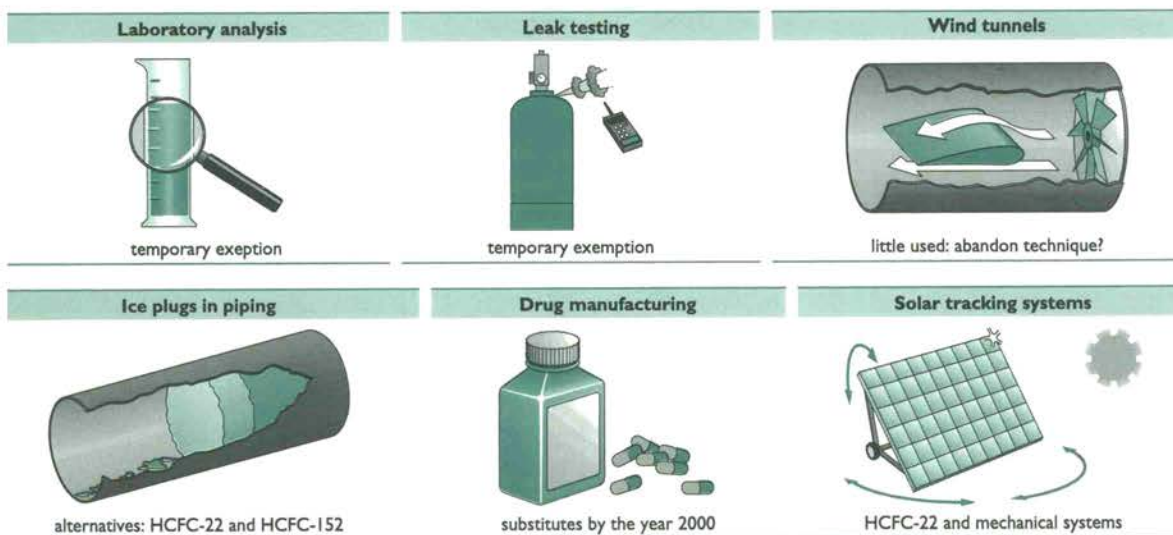 Laboratory analysis
Leak testing
Wind tunnels
temporary exeption
temporary exemption
little used: abandon technique?
Ice plugs in piping
Drug manufacturing
Solar tracking systems
alternatives: HCFC-22 and HCFC-152
substitutes by the year 2000
HCFC-22 and mechanical systems